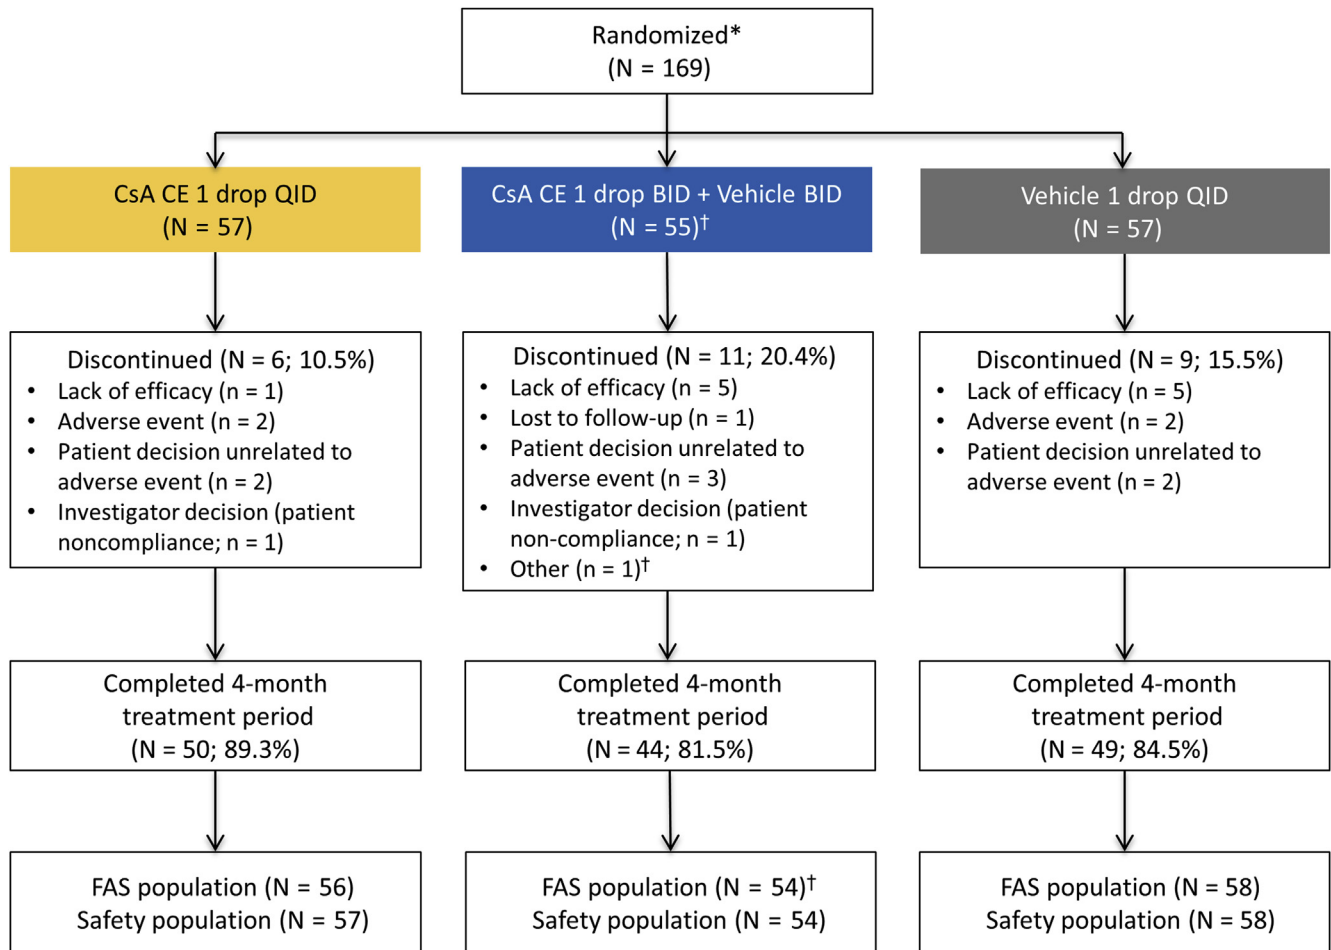 Randomized*
(N = 169)
CsA CE 1 drop QID
(N = 57)
CsA CE 1 drop BID + Vehicle BID
(N = 55)†
Vehicle 1 drop QID
(N = 57)
Discontinued (N = 6; 10.5%)
• Lack of efficacy (n = 1)
• Adverse event (n = 2)
• Patient decision unrelated to
adverse event (n = 2)
• Investigator decision (patient
noncompliance; n = 1)
Discontinued (N = 11; 20.4%)
• Lack of efficacy (n = 5)
• Lost to follow-up (n = 1)
• Patient decision unrelated to
adverse event (n = 3)
• Investigator decision (patient
non-compliance; n = 1)
• Other (n = 1)†
Discontinued (N = 9; 15.5%)
• Lack of efficacy (n = 5)
• Adverse event (n = 2)
• Patient decision unrelated to
adverse event (n = 2)
Completed 4-month
treatment period
(N = 50; 89.3%)
Completed 4-month
treatment period
(N = 44; 81.5%)
Completed 4-month
treatment period
(N = 49; 84.5%)
FAS population (N = 56)
Safety population (N = 57)
FAS population (N = 54)†
Safety population (N = 54)
FAS population (N = 58)
Safety population (N = 58)